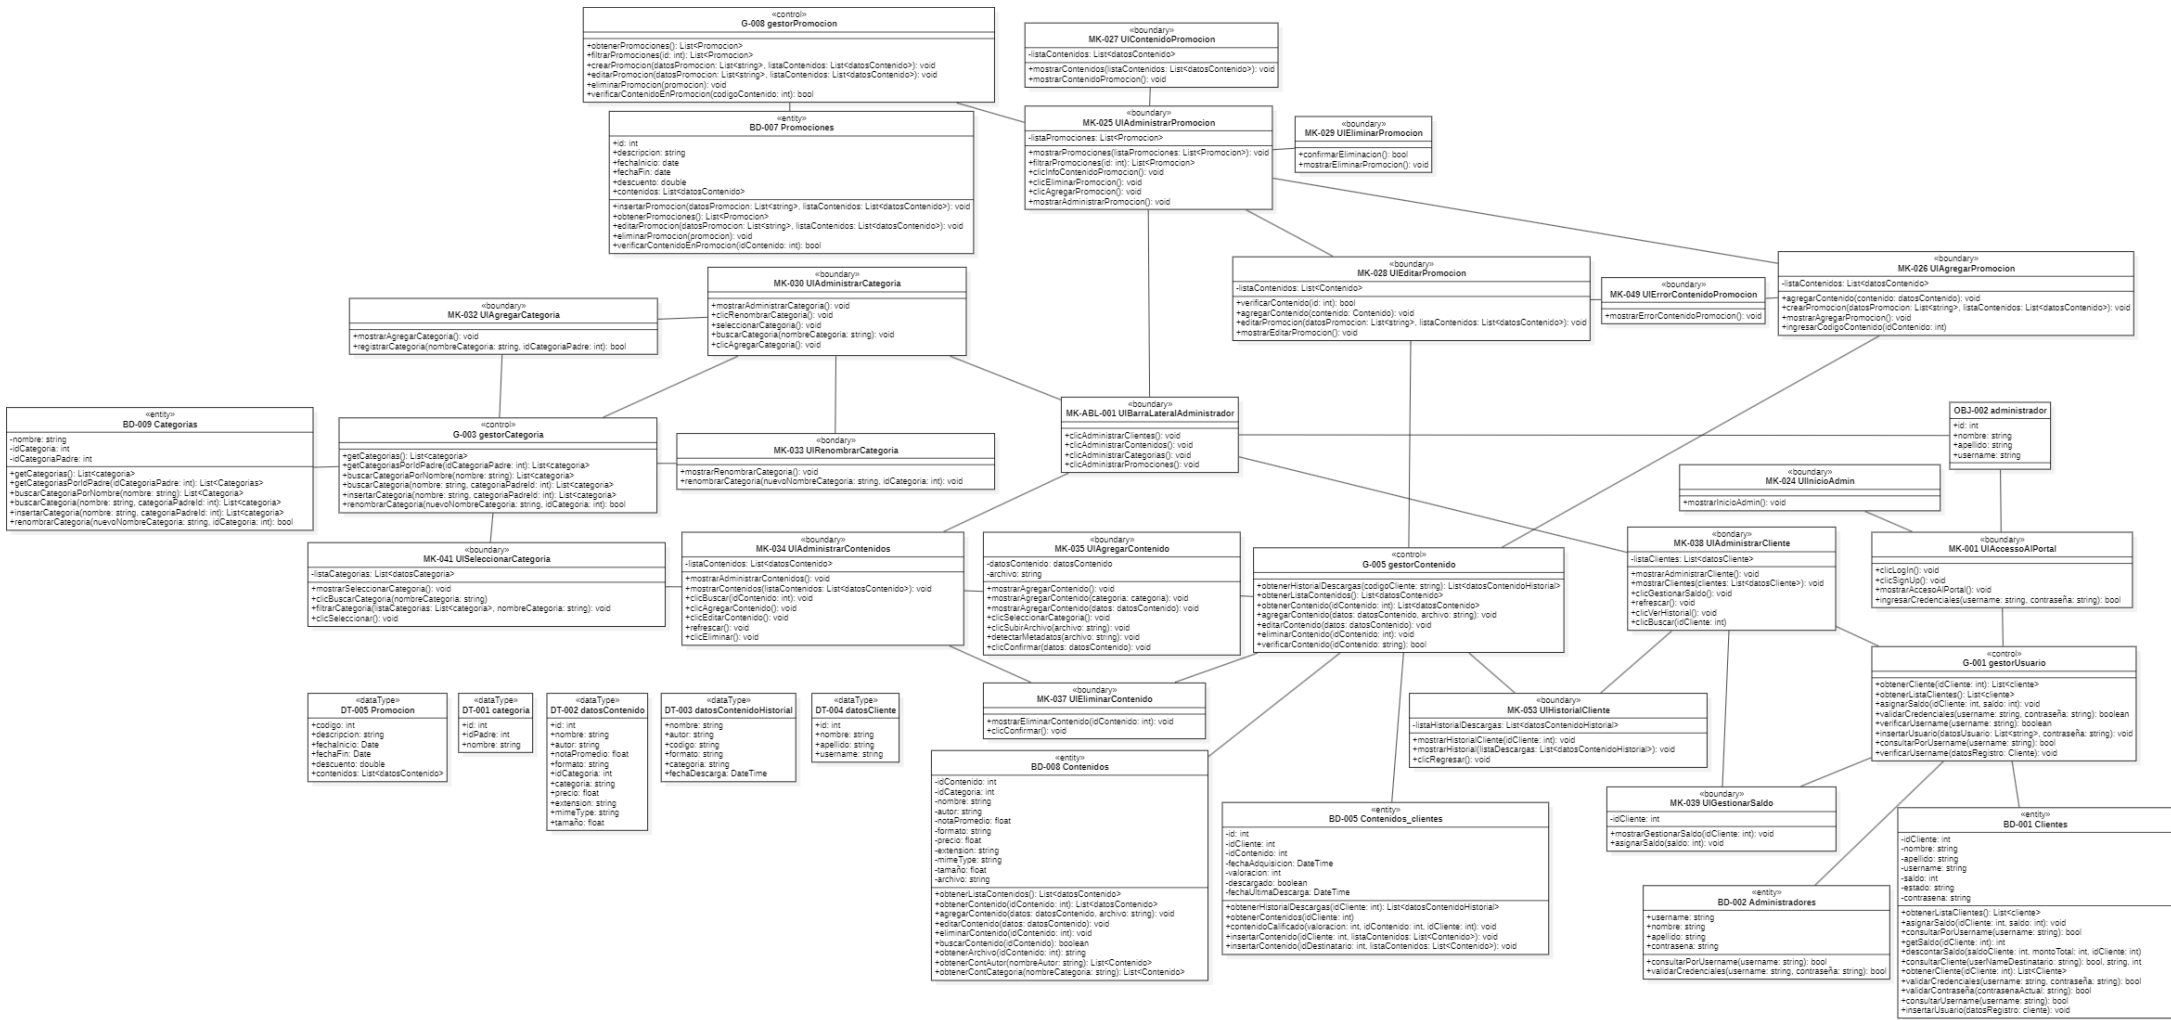 «control»
G-008 gestorPromocion
+obtenerPromociones(): List<Promocion>
+filtrarPromociones(id: int): List<Promocion>
+crearPromocion(datosPromocion: List<string>, listaContenidos: List<datosContenido>): void
+editarPromocion(datosPromocion: List<string>, listaContenidos: List<datosContenido>): void
+eliminarPromocion(promocion): void
+verificarContenidoEnPromocion(codigoContenido: int): bool
«boundary»
MK-027 UIContenidoPromocion
-listaContenidos: List<datosContenido>
+mostrarContenidos(listaContenidos: List<datosContenido>): void
+mostrarContenidoPromocion(): void
«entity»
BD-007 Promociones
+id: int
+descripcion: string
+fechaInicio: date
+fechaFin: date
+descuento: double
+contenidos: List<datosContenido>
+insertarPromocion(datosPromocion: List<string>, listaContenidos: List<datosContenido>): void
+obtenerPromociones(): List<Promocion>
+editarPromocion(datosPromocion: List<string>, listaContenidos: List<datosContenido>): void
+eliminarPromocion(promocion): void
+verificarContenidoEnPromocion(idContenido: int): bool
«boundary»
MK-025 UIAdministrarPromocion
-listaPromociones: List<Promocion>
+mostrarPromociones(listaPromociones: List<Promocion>): void
+filtrarPromociones(id: int): List<Promocion>
+clicInfoContenidoPromocion(): void
+clicEliminarPromocion(): void
+clicAgregarPromocion(): void
+mostrarAdministrarPromocion(): void
«boundary»
MK-029 UIEliminarPromocion
+confirmarEliminacion(): bool
+mostrarEliminarPromocion(): void
«boundary»
MK-030 UIAdministrarCategoria
+mostrarAdministrarCategoria(): void
+clicRenombrarCategoria(): void
+seleccionarCategoria(): void
+buscarCategoria(nombreCategoria: string): void
+clicAgregarCategoria(): void
«boundary»
MK-032 UIAgregarCategoria
+mostrarAgregarCategoria(): void
+registrarCategoria(nombreCategoria: string, idCategoriaPadre: int): bool
«boundary»
MK-028 UIEditarPromocion
-listaContenidos: List<Contenido>
+verificarContenido(id: int): bool
+agregarContenido(contenido: Contenido): void
+editarPromocion(datosPromocion: List<string>, listaContenidos: List<datosContenido>): void
+mostrarEditarPromocion(): void
«boundary»
MK-049 UIErrorContenidoPromocion
+mostrarErrorContenidoPromocion(): void
«boundary»
MK-026 UIAgregarPromocion
-listaContenidos: List<datosContenido>
+agregarContenido(contenido: datosContenido): void
+crearPromocion(datosPromocion: List<string>, listaContenidos: List<datosContenido>): void
+mostrarAgregarPromocion(): void
+ingresarCodigoContenido(idContenido: int)
«entity»
BD-009 Categorias
-nombre: string
-idCategoria: int
-idCategoriaPadre: int
+getCategorias(): List<categoria>
+getCategoriasPorIdPadre(idCategoriaPadre: int): List<Categorias>
+buscarCategoriaPorNombre(nombre: string): List<Categoria>
+buscarCategoria(nombre: string, categoriaPadreId: int): List<categoria>
+insertarCategoria(nombre: string, categoriaPadreId: int): List<categoria>
+renombrarCategoria(nuevoNombreCategoria: string, idCategoria: int): bool
«control»
G-003 gestorCategoria
+getCategorias(): List<categoria>
+getCategoriasPorIdPadre(idCategoriaPadre: int): List<categoria>
+buscarCategoriaPorNombre(nombre: string): List<categoria>
+buscarCategoria(nombre: string, categoriaPadreId: int): List<categoria>
+insertarCategoria(nombre: string, categoriaPadreId: int): List<categoria>
+renombrarCategoria(nuevoNombreCategoria: string, idCategoria: int): bool
«bondary»
MK-033 UIRenombrarCategoria
+mostrarRenombrarCategoria(): void
+renombrarCategoria(nuevoNombreCategoria: string, idCategoria: int): void
«boundary»
MK-ABL-001 UIBarraLateralAdministrador
+clicAdministrarClientes(): void
+clicAdministrarContenidos(): void
+clicAdministrarCategorias(): void
+clicAdministrarPromociones(): void
OBJ-002 administrador
+id: int
+nombre: string
+apellido: string
+username: string
«boundary»
MK-024 UIInicioAdmin
+mostrarInicioAdmin(): void
«boundary»
MK-041 UISeleccionarCategoria
-listaCategorias: List<datosCategoria>
+mostrarSeleccionarCategoria(): void
+clicBuscarCategoria(nombreCategoria: string)
+filtrarCategoria(listaCategorias: List<categoria>, nombreCategoria: string): void
+clicSeleccionar(): void
«boundary»
MK-034 UIAdministrarContenidos
-listaContenidos: List<datosContenido>
+mostrarAdministrarContenidos(): void
+mostrarContenidos(listaContenidos: List<datosContenido>): void
+clicBuscar(idContenido: int): void
+clicAgregarContenido(): void
+clicEditarContenido(): void
+refrescar(): void
+clicEliminar(): void
«boundary»
MK-035 UIAgregarContenido
-datosContenido: datosContenido
-archivo: string
+mostrarAgregarContenido(): void
+mostrarAgregarContenido(categoria: categoria): void
+mostrarAgregarContenido(datos: datosContenido): void
+clicSeleccionarCategoria(): void
+clicSubirArchivo(archivo: string): void
+detectarMetadatos(archivo: string): void
+clicConfirmar(datos: datosContenido): void
«control»
G-005 gestorContenido
+obtenerHistorialDescargas(codigoCliente: string): List<datosContenidoHistorial>
+obtenerListaContenidos(): List<datosContenido>
+obtenerContenido(idContenido: int): List<datosContenido>
+agregarContenido(datos: datosContenido, archivo: string): void
+editarContenido(datos: datosContenido): void
+eliminarContenido(idContenido: int): void
+verificarContenido(idContenido: string): bool
«boundary»
MK-038 UIAdministrarCliente
-listaClientes: List<datosCliente>
+mostrarAdministrarCliente(): void
+mostrarClientes(clientes: List<datosCliente>): void
+clicGestionarSaldo(): void
+refrescar(): void
+clicVerHistorial(): void
+clicBuscar(idCliente: int)
«boundary»
MK-001 UIAccesoAlPortal
+clicLogIn(): void
+clicSignUp(): void
+mostrarAccesoAlPortal(): void
+ingresarCredenciales(username: string, contraseña: string): bool
«control»
G-001 gestorUsuario
+obtenerCliente(idCliente: int): List<cliente>
+obtenerListaClientes(): List<cliente>
+asignarSaldo(idCliente: int, saldo: int): void
+validarCredenciales(username: string, contraseña: string): boolean
+verificarUsername(username: string): boolean
+insertarUsuario(datosUsuario: List<string>, contraseña: string): void
+consultarPorUsername(username: string): bool
+verificarUsername(datosRegistro: Cliente): void
«dataType»
DT-005 Promocion
+codigo: int
+descripcion: string
+fechaInicio: Date
+fechaFin: Date
+descuento: double
+contenidos: List<datosContenido>
«dataType»
DT-001 categoria
+id: int
+idPadre: int
+nombre: string
«dataType»
DT-002 datosContenido
+id: int
+nombre: string
+autor: string
+notaPromedio: float
+formato: string
+idCategoria: int
+categoria: string
+precio: float
+extension: string
+mimeType: string
+tamaño: float
«dataType»
DT-003 datosContenidoHistorial
+nombre: string
+autor: string
+codigo: string
+formato: string
+categoria: string
+fechaDescarga: DateTime
«dataType»
DT-004 datosCliente
+id: int
+nombre: string
+apellido: string
+username: string
«boundary»
MK-037 UIEliminarContenido
+mostrarEliminarContenido(idContenido: int): void
+clicConfirmar(): void
«boundary»
MK-053 UIHistorialCliente
-listaHistorialDescargas: List<datosContenidoHistorial>
+mostrarHistorialCliente(idCliente: int): void
+mostrarHistorial(listaDescargas: List<datosContenidoHistorial>): void
+clicRegresar(): void
«entity»
BD-008 Contenidos
-idContenido: int
-idCategoria: int
-nombre: string
-autor: string
-notaPromedio: float
-formato: string
-precio: float
-extension: string
-mimeType: string
-tamaño: float
-archivo: string
+obtenerListaContenidos(): List<datosContenido>
+obtenerContenido(idContenido: int): List<datosContenido>
+agregarContenido(datos: datosContenido, archivo: string): void
+editarContenido(datos: datosContenido): void
+eliminarContenido(idContenido: int): void
+buscarContenido(idContenido): boolean
+obtenerArchivo(idContenido: int): string
+obtenerContAutor(nombreAutor: string): List<Contenido>
+obtenerContCategoria(nombreCategoria: string): List<Contenido>
«entity»
BD-005 Contenidos_clientes
-id: int
-idCliente: int
-idContenido: int
-fechaAdquisicion: DateTime
-valoracion: int
-descargado: boolean
-fechaUltimaDescarga: DateTime
+obtenerHistorialDescargas(idCliente: int): List<datosContenidoHistorial>
+obtenerContenidos(idCliente: int)
+contenidoCalificado(valoracion: int, idContenido: int, idCliente: int): void
+insertarContenido(idCliente: int, listaContenidos: List<Contenido>): void
+insertarContenido(idDestinatario: int, listaContenidos: List<Contenido>): void
«boundary»
MK-039 UIGestionarSaldo
-idCliente: int
+mostrarGestionarSaldo(idCliente: int): void
+asignarSaldo(saldo: int): void
«entity»
BD-002 Administradores
+username: string
+nombre: string
+apellido: string
+contrasena: string
+consultarPorUsername(username: string): bool
+validarCredenciales(username: string, contraseña: string): bool
«entity»
BD-001 Clientes
-idCliente: int
-nombre: string
-apellido: string
-username: string
-saldo: int
-estado: string
-contrasena: string
+obtenerListaClientes(): List<cliente>
+asignarSaldo(idCliente: int, saldo: int): void
+consultarPorUsername(username: string): bool
+getSaldo(idCliente: int): int
+descontarSaldo(saldoCliente: int, montoTotal: int, idCliente: int)
+consultarCliente(userNameDestinatario: string): bool, string, int
+obtenerCliente(idCliente: int): List<Cliente>
+validarCredenciales(username: string, contraseña: string): bool
+validarContraseña(contrasenaActual: string): bool
+consultarUsername(username: string): bool
+insertarUsuario(datosRegistro: cliente): void